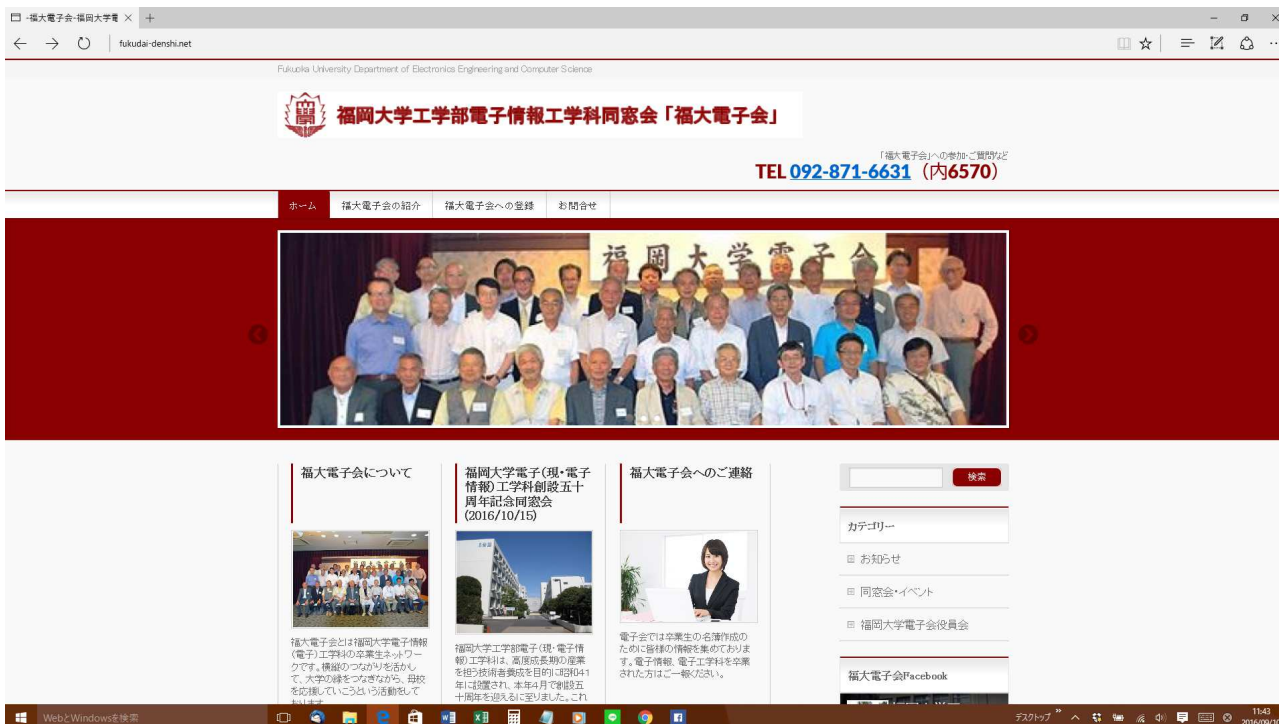 -福大電子会-福岡大学電
fukudai-denshi.net
Fukuoka University Department of Electronics Engineering and Computer Science
福岡大学工学部電子情報工学科同窓会「福大電子会」
「福大電子会」への参加・ご質問など
TEL 092-871-6631（内6570）
ホーム 福大電子会の紹介 福大電子会への登録 お問合せ
福岡大学電子会
福大電子会について
福岡大学電子(現・電子
情報)工学科創設五十
周年記念同窓会
(2016/10/15)
福大電子会へのご連絡
福大電子会とは福岡大学電子情報
(電子)工学科の卒業生ネットワー
クです。横縦のつながりを活かし
て、大学の縁をつなぎながら、母校
を応援していこうという活動をして
おります。
福岡大学工学部電子(現・電子情
報)工学科は、高度成長期の産業
を担う技術者養成を目的に昭和41
年に設置され、本年4月で創設五
十周年を迎えるに至りました。これ
電子会では卒業生の名簿作成の
ために皆様の情報を集めておりま
す。電子情報、電子工学科を卒業
された方はご一報ください。
検索
カテゴリー
お知らせ
同窓会・イベント
福岡大学電子会役員会
福大電子会Facebook
WebとWindowsを検索
デスクトップ
11:43